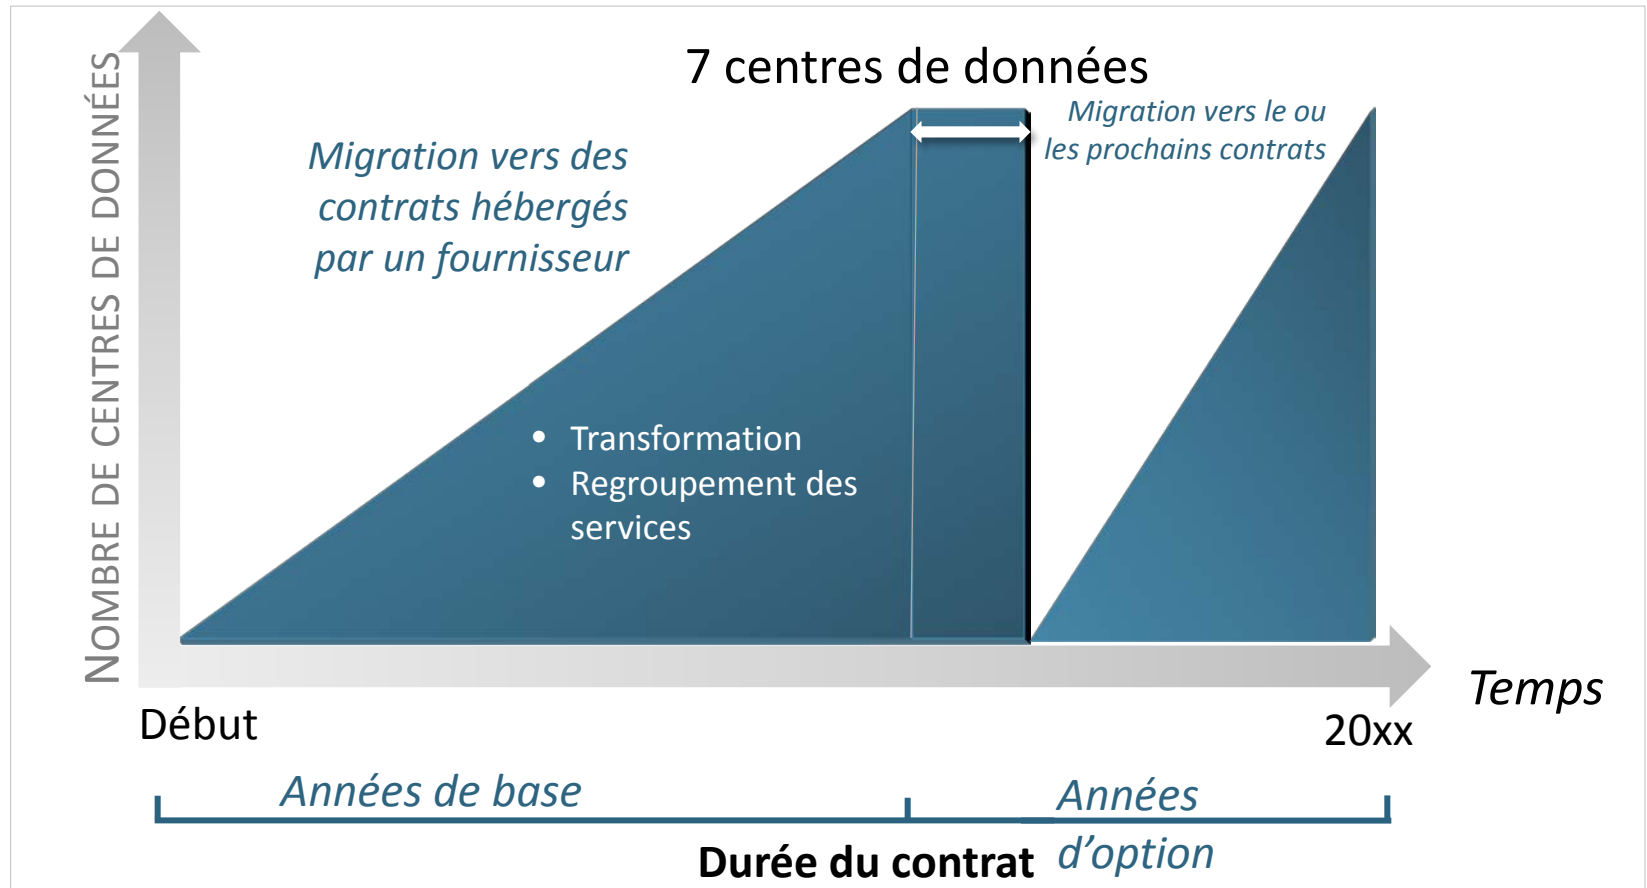 NOMBRE DE CENTRES DE DONNÉES
7 centres de données
Migration vers des
contrats hébergés
par un fournisseur
Migration vers le ou
les prochains contrats
• Transformation
• Regroupement des
services
Temps
Début
20xx
Années de base
Années
d’option
Durée du contrat